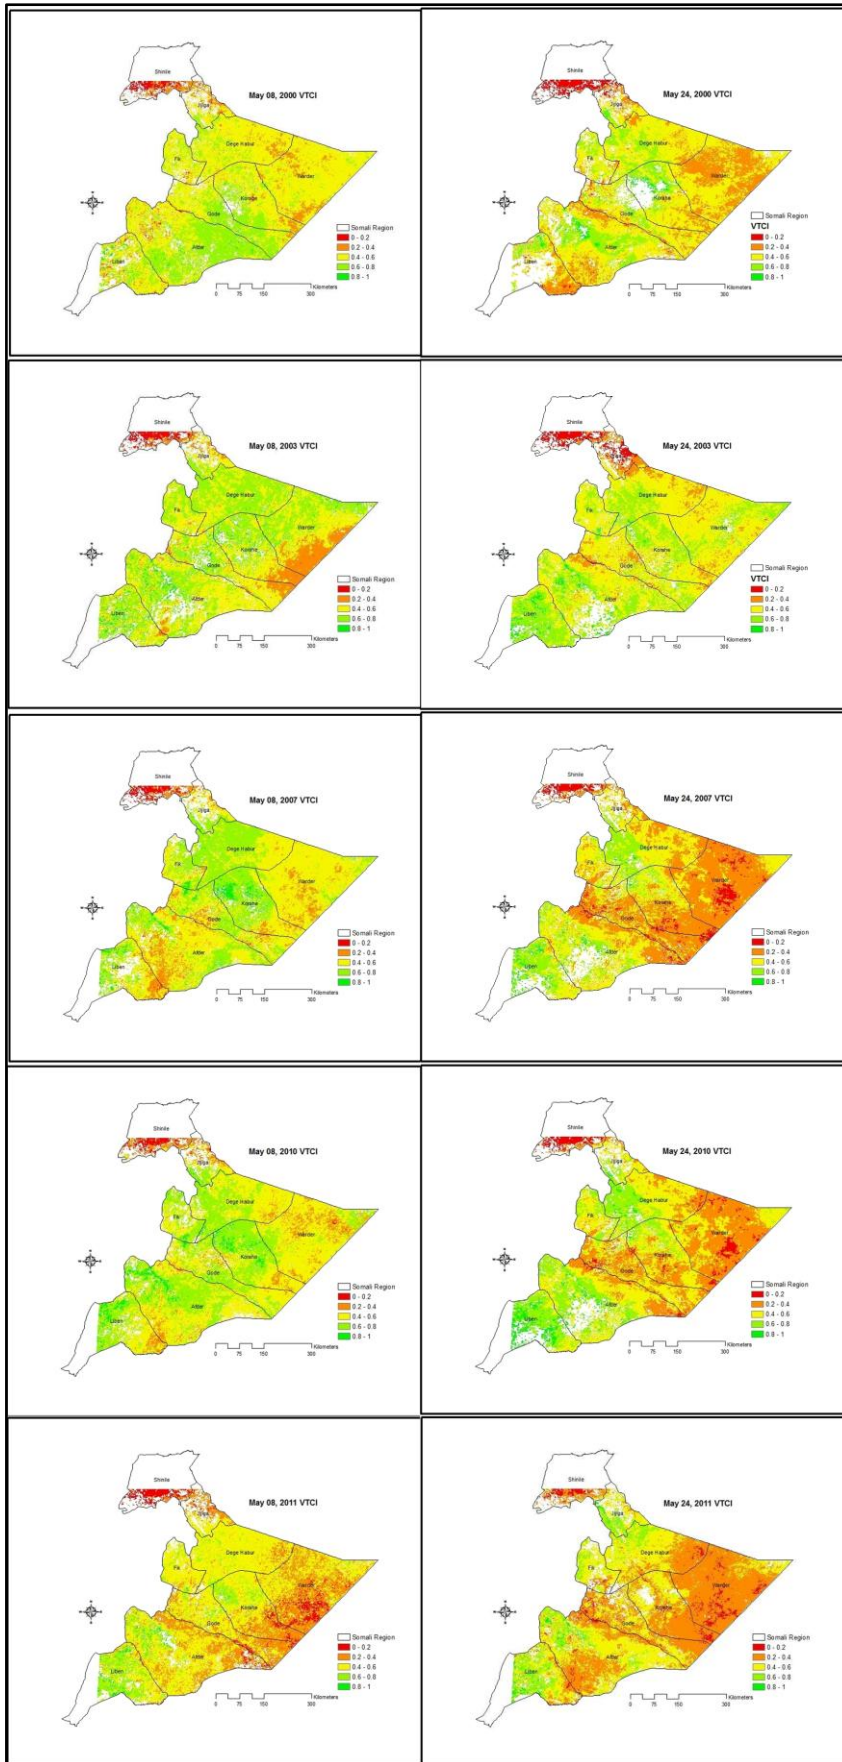 Shinile
May 08, 2000 VTCI
Jijiga
Dege Habur
Fik
Warder
Korahe
Gode
Afder
Liben
Somali Region
0 - 0.2
0.2 - 0.4
0.4 - 0.6
0.6 - 0.8
0.8 - 1
Kilometers
0 75 150 300
Shinile
May 24, 2000 VTCI
Jijiga
Dege Habur
Fik
Warder
Korahe
Gode
Afder
Liben
Somali Region
VTCI
0 - 0.2
0.2 - 0.4
0.4 - 0.6
0.6 - 0.8
0.8 - 1
Kilometers
0 75 150 300
Shinile
May 08, 2003 VTCI
Jijiga
Dege Habur
Fik
Warder
Korahe
Gode
Afder
Liben
Somali Region
0 - 0.2
0.2 - 0.4
0.4 - 0.6
0.6 - 0.8
0.8 - 1
Kilometers
0 75 150 300
Shinile
May 24, 2003 VTCI
Dege Habur
Fik
Warder
Korahe
Gode
Afder
Liben
Somali Region
VTCI
0 - 0.2
0.2 - 0.4
0.4 - 0.6
0.6 - 0.8
0.8 - 1
Kilometers
0 75 150 300
Shinile
May 08, 2007 VTCI
Jijiga
Dege Habur
Fik
Warder
Korahe
Gode
Afder
Liben
Somali Region
0 - 0.2
0.2 - 0.4
0.4 - 0.6
0.6 - 0.8
0.8 - 1
Kilometers
0 75 150 300
Shinile
May 24, 2007 VTCI
Jijiga
Dege Habur
Fik
Warder
Korahe
Gode
Afder
Liben
Somali Region
0 - 0.2
0.2 - 0.4
0.4 - 0.6
0.6 - 0.8
0.8 - 1
Kilometers
0 75 150 300
Shinile
May 08, 2010 VTCI
Jijiga
Dege Habur
Fik
Warder
Korahe
Gode
Afder
Liben
Somali Region
0 - 0.2
0.2 - 0.4
0.4 - 0.6
0.6 - 0.8
0.8 - 1
Kilometers
0 75 150 300
Shinile
May 24, 2010 VTCI
Jijiga
Dege Habur
Fik
Warder
Korahe
Gode
Afder
Liben
Somali Region
0 - 0.2
0.2 - 0.4
0.4 - 0.6
0.6 - 0.8
0.8 - 1
Kilometers
0 75 150 300
Shinile
May 08, 2011 VTCI
Jijiga
Dege Habur
Fik
Warder
Korahe
Gode
Afder
Liben
Somali Region
0 - 0.2
0.2 - 0.4
0.4 - 0.6
0.6 - 0.8
0.8 - 1
Kilometers
0 75 150 300
Shinile
May 24, 2011 VTCI
Jijiga
Dege Habur
Fik
Warder
Korahe
Gode
Afder
Liben
Somali Region
0 - 0.2
0.2 - 0.4
0.4 - 0.6
0.6 - 0.8
0.8 - 1
Kilometers
0 75 150 300